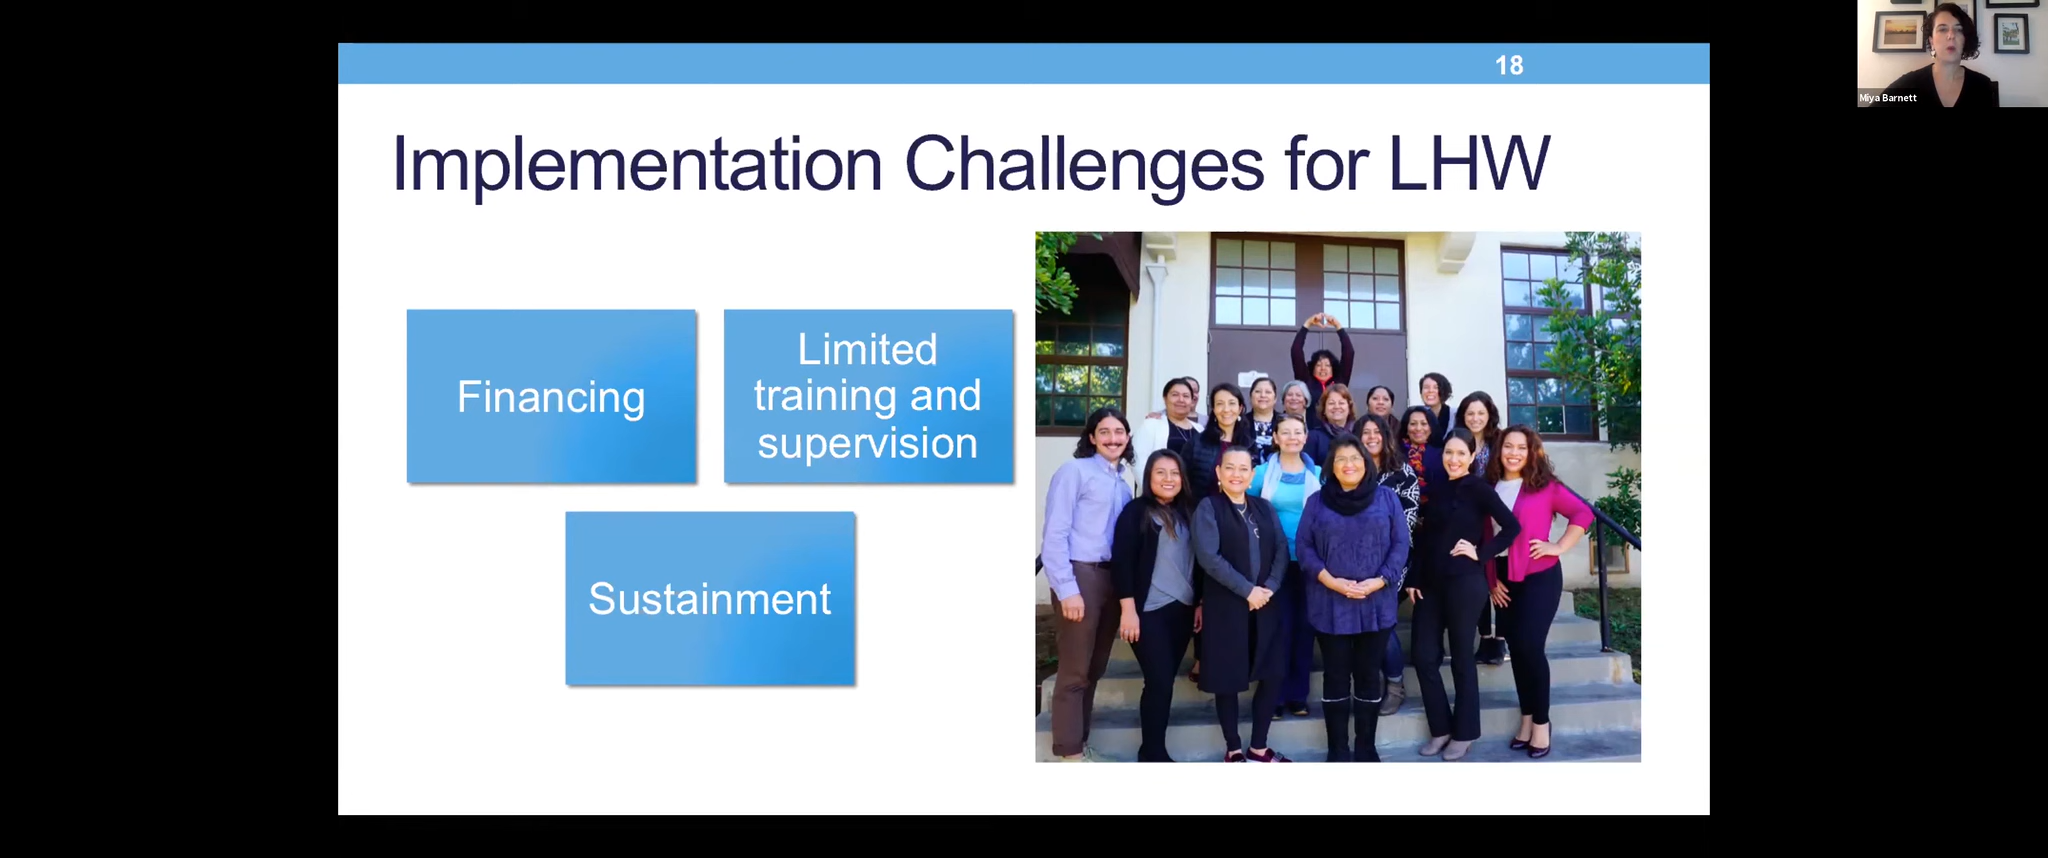 18
Miya Barnett
Implementation Challenges for LHW
Financing
Limited
training and
supervision
Sustainment